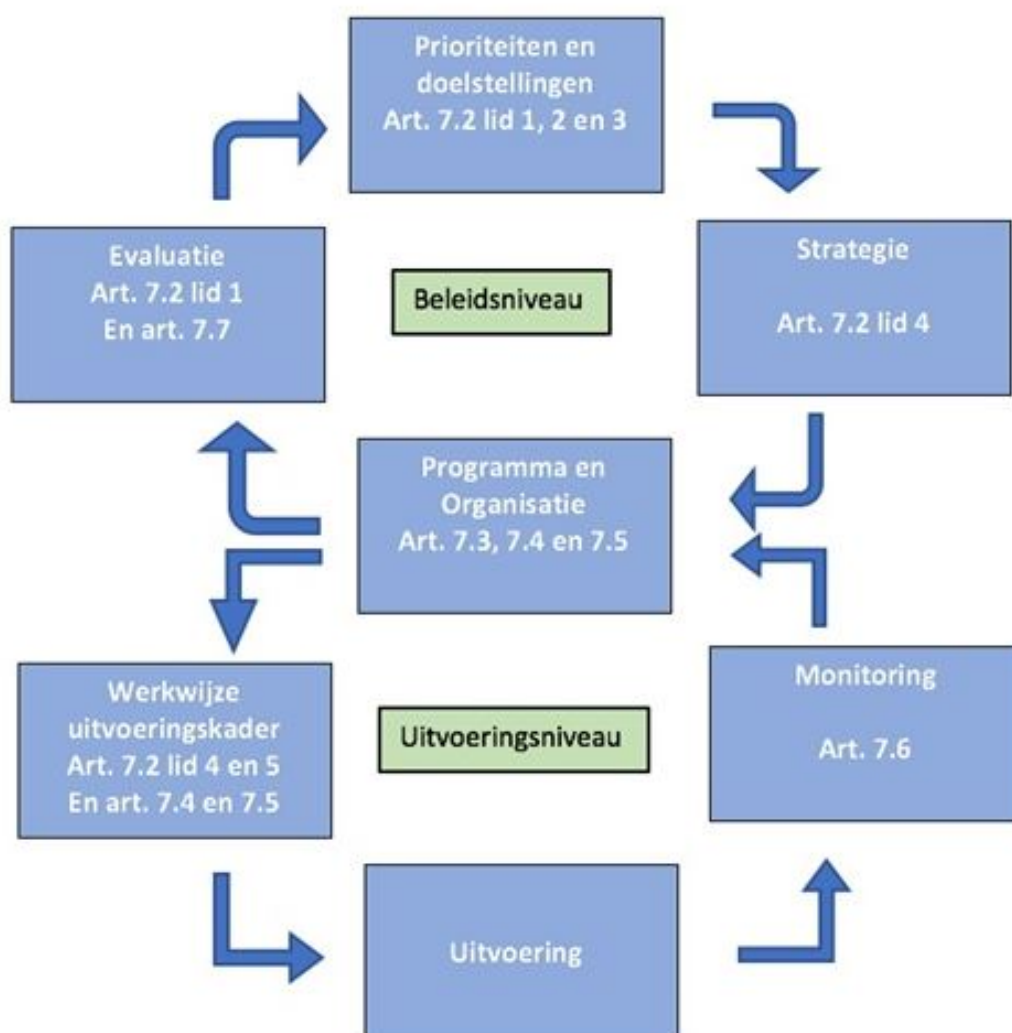 Prioriteiten en
doelstellingen
Art. 7.2 lid 1, 2 en 3
Evaluatie
Art. 7.2 lid 1
En art. 7.7
Beleidsniveau
Strategie
Art. 7.2 lid 4
Programma en
Organisatie
Art. 7.3, 7.4 en 7.5
Werkwijze
uitvoeringskader
Art. 7.2 lid 4 en 5
En art. 7.4 en 7.5
Uitvoeringsniveau
Monitoring
Art. 7.6
Uitvoering